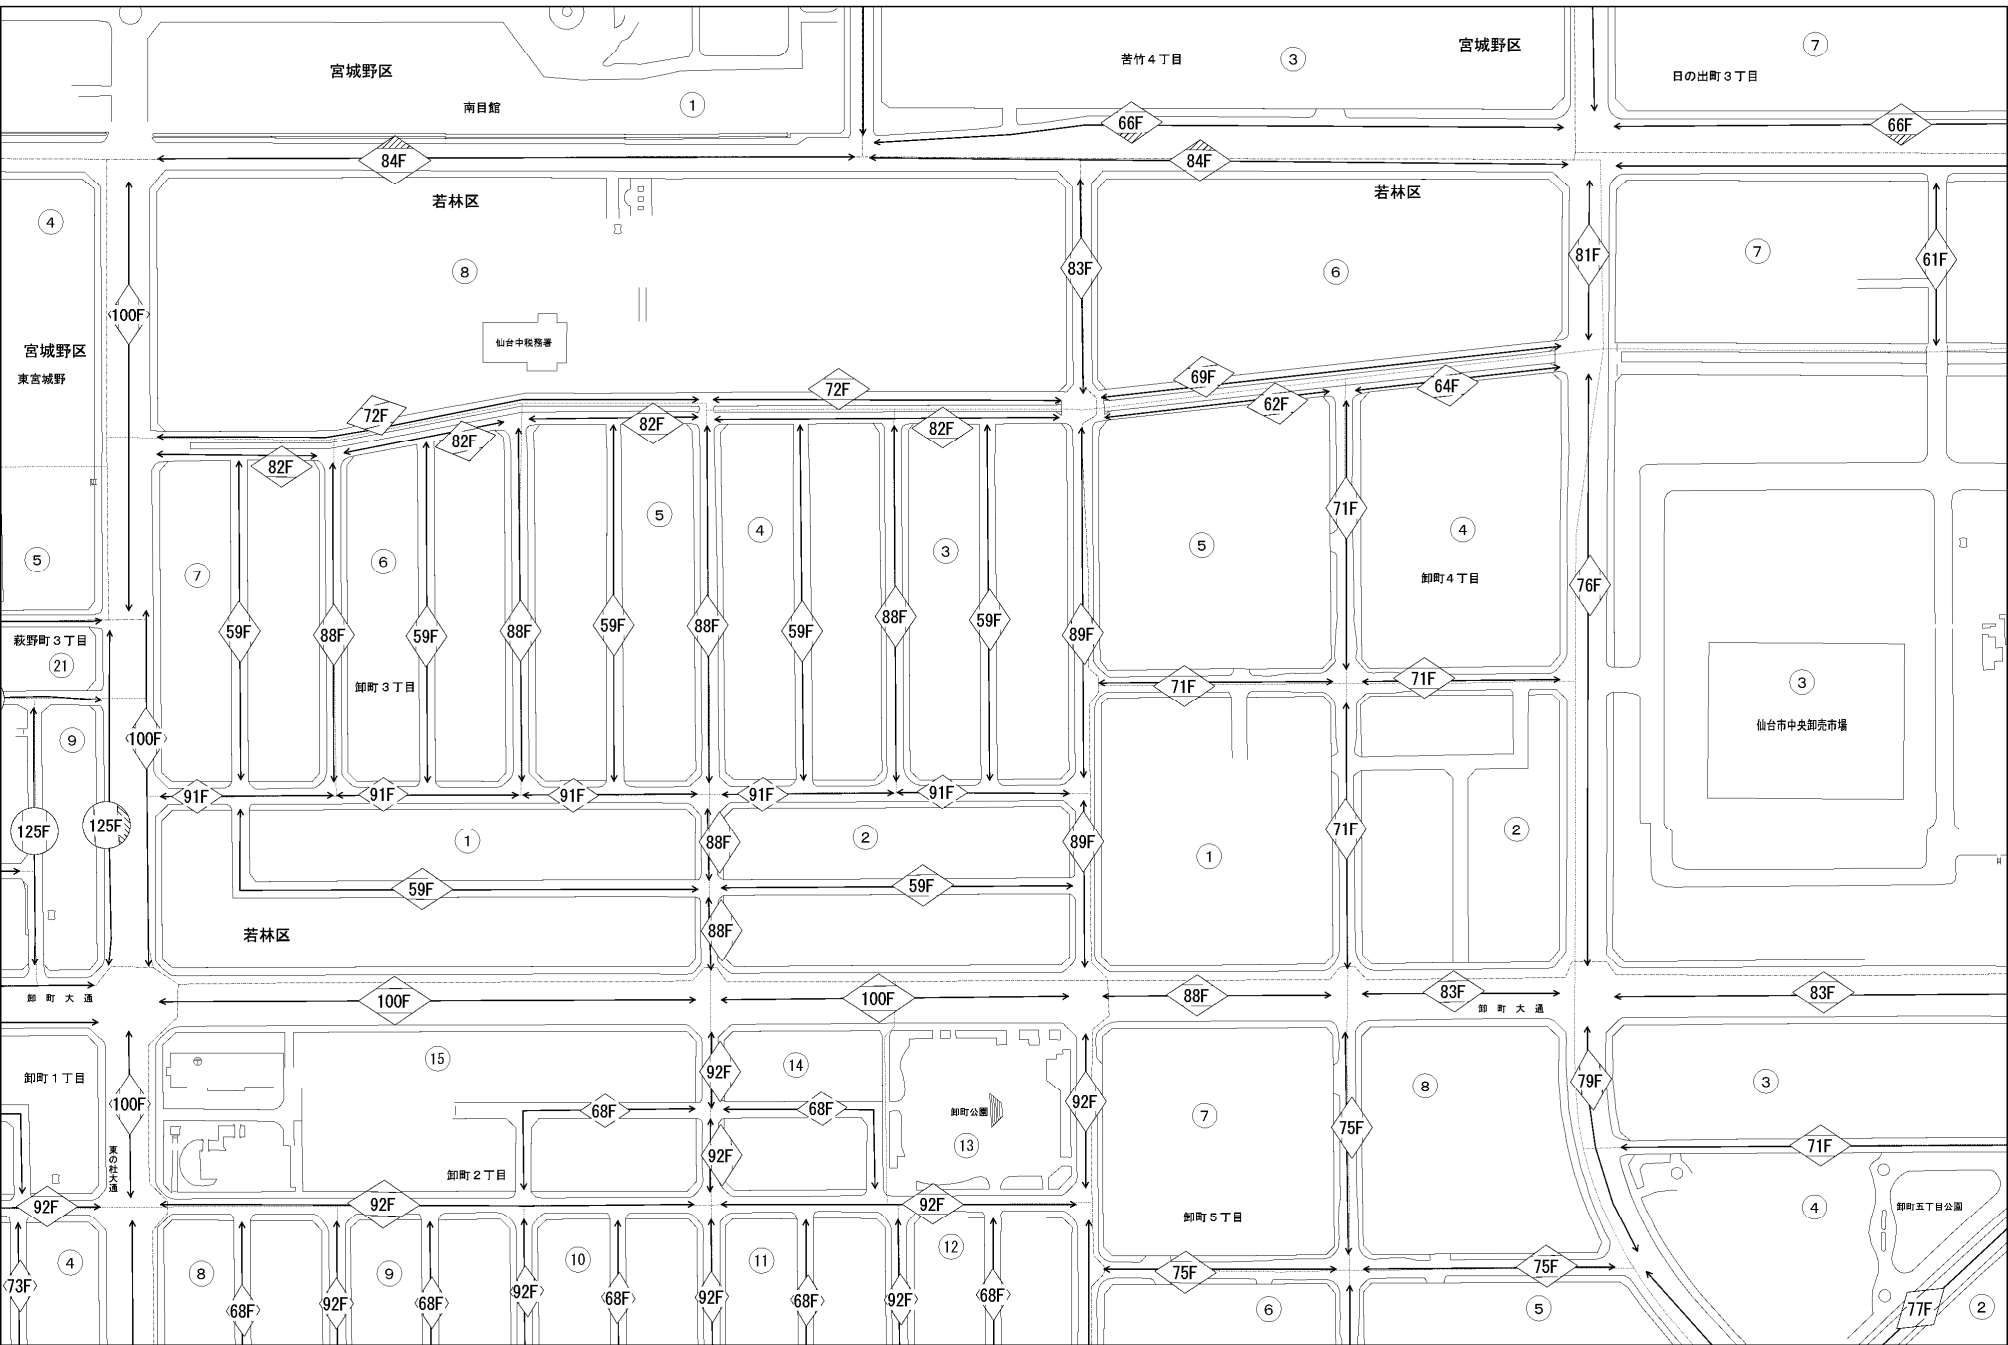 宮城野区
南目館
①
苦竹４丁目
③
宮城野区
日の出町３丁目
⑦
66F
66F
84F
84F
④
若林区
若林区
⑧
83F
⑥
81F
⑦
61F
100F
仙台中税務署
宮城野区
東宮城野
72F
72F
69F
62F
64F
82F
82F
82F
82F
⑤
⑦
⑥
⑤
④
③
⑤
71F
④
卸町４丁目
76F
59F
88F
59F
88F
59F
88F
59F
88F
59F
89F
萩野町３丁目
㉑
卸町３丁目
71F
71F
③
仙台市中央卸売市場
⑨
100F
91F
91F
91F
91F
91F
125F
125F
①
88F
②
89F
①
71F
②
59F
59F
若林区
88F
卸町大通
100F
100F
88F
83F
83F
卸町大通
卸町１丁目
100F
⑮
92F
⑭
卸町公園
⑬
92F
⑦
75F
⑧
79F
③
68F
68F
71F
東の杜大通
卸町２丁目
92F
92F
92F
92F
卸町５丁目
④
卸町五丁目公園
73F
④
⑧
68F
92F
⑨
68F
92F
⑩
68F
92F
⑪
68F
92F
⑫
68F
75F
75F
⑥
⑤
77F
②